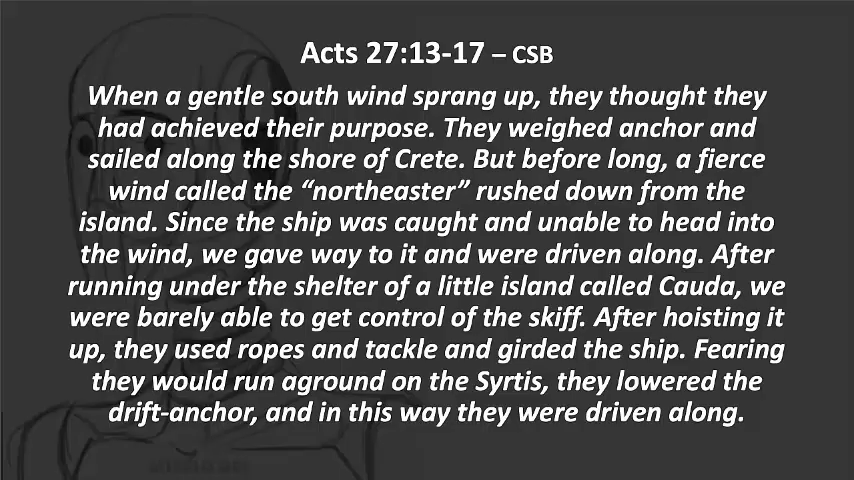 Acts 27:13-17 – CSB
When a gentle south wind sprang up, they thought they
had achieved their purpose. They weighed anchor and
sailed along the shore of Crete. But before long, a fierce
wind called the “northeaster” rushed down from the
island. Since the ship was caught and unable to head into
the wind, we gave way to it and were driven along. After
running under the shelter of a little island called Cauda, we
were barely able to get control of the skiff. After hoisting it
up, they used ropes and tackle and girded the ship. Fearing
they would run aground on the Syrtis, they lowered the
drift-anchor, and in this way they were driven along.